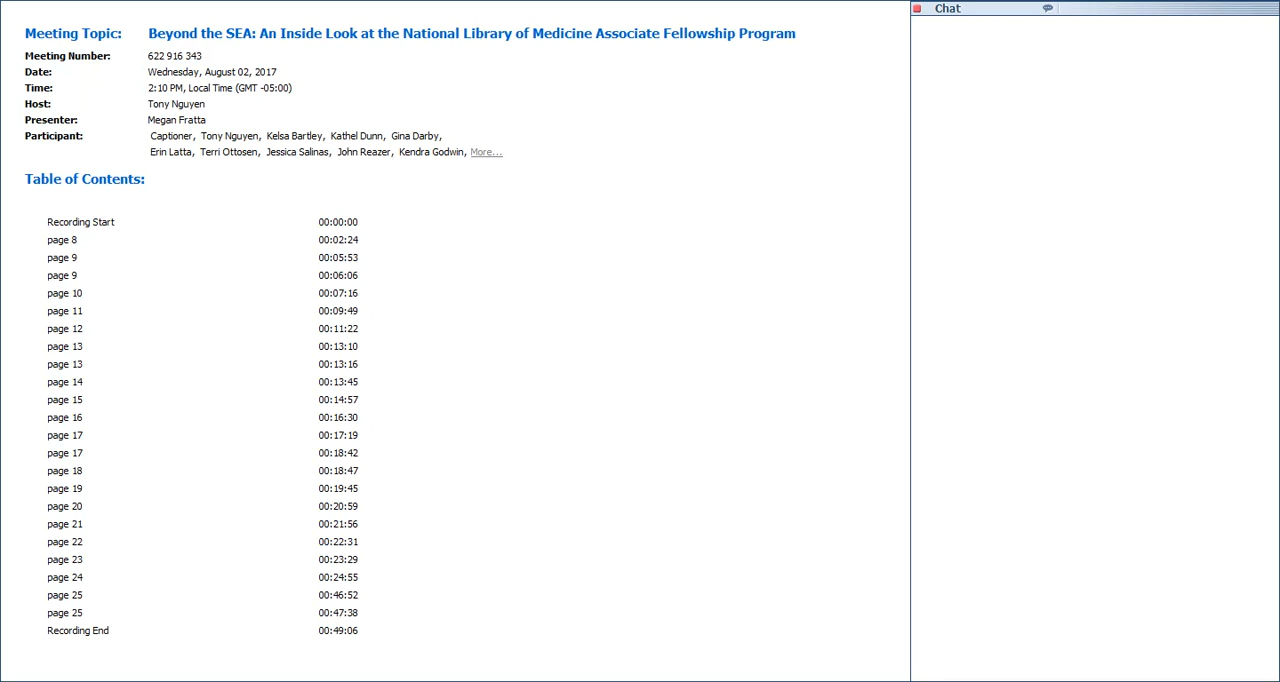 Chat
Meeting Topic: Beyond the SEA: An Inside Look at the National Library of Medicine Associate Fellowship Program
Meeting Number: 622 916 343
Date: Wednesday, August 02, 2017
Time: 2:10 PM, Local Time (GMT -05:00)
Host: Tony Nguyen
Presenter: Megan Fratta
Participant: Captioner, Tony Nguyen, Kelsa Bartley, Kathel Dunn, Gina Darby,
Erin Latta, Terri Ottosen, Jessica Salinas, John Reazer, Kendra Godwin, More...
Table of Contents:
Recording Start 00:00:00
page 8 00:02:24
page 9 00:05:53
page 9 00:06:06
page 10 00:07:16
page 11 00:09:49
page 12 00:11:22
page 13 00:13:10
page 13 00:13:16
page 14 00:13:45
page 15 00:14:57
page 16 00:16:30
page 17 00:17:19
page 17 00:18:42
page 18 00:18:47
page 19 00:19:45
page 20 00:20:59
page 21 00:21:56
page 22 00:22:31
page 23 00:23:29
page 24 00:24:55
page 25 00:46:52
page 25 00:47:38
Recording End 00:49:06